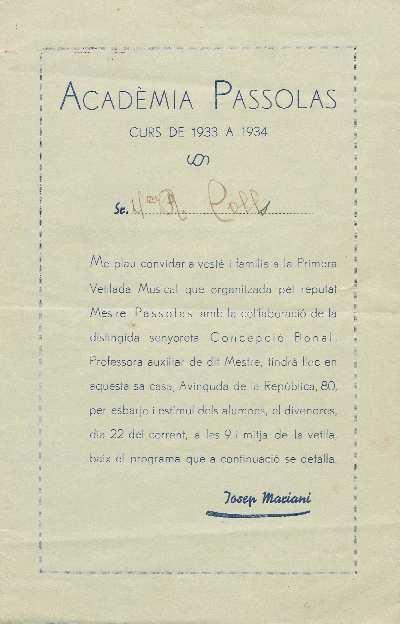 ACADÈMIA PASSOLAS
CURS DE 1933 A 1934
Sr. Cells
Me plau convidar a vostè i família a la Primera
Vetllada Musical que organitzada pel reputat
Mestre Passolas amb la col·laboració de la
distingida senyoreta Concepció Bonal,
Professora auxiliar de dit Mestre, tindrà lloc en
aquesta sa casa, Avinguda de la República, 80,
per esbarjo i estímul dels alumnes, el divendres,
dia 22 del corrent, a les 9 i mitja de la vetlla,
baix el programa que a continuació se detalla.
Josep Mariani